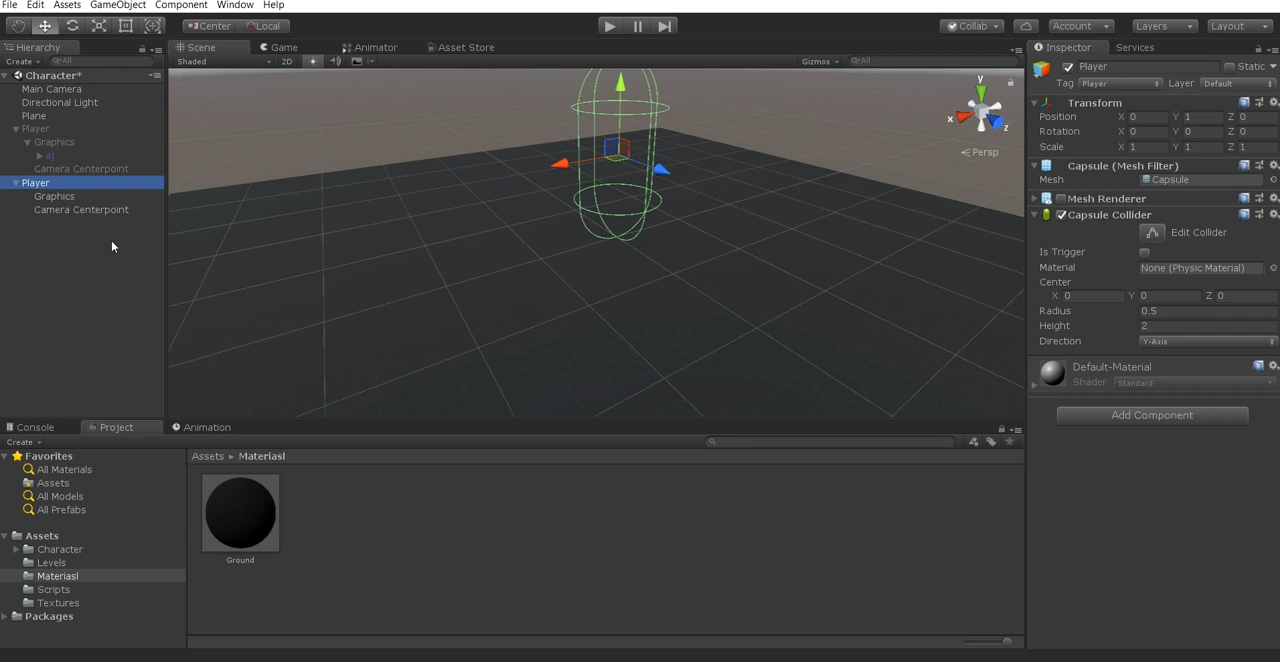 File Edit Assets GameObject Component Window Help
Center Local Collab Account Layers Layout
Hierarchy
Create All
Character*
Main Camera
Directional Light
Plane
Player
Graphics
aj
Camera Centerpoint
Player
Graphics
Camera Centerpoint
Scene Game Animator Asset Store
Shaded 2D Gizmos All
y
x
z
Persp
Inspector Services
Player Static
Tag Player Layer Default
Transform
Position X 0 Y 1 Z 0
Rotation X 0 Y 0 Z 0
Scale X 1 Y 1 Z 1
Capsule (Mesh Filter)
Mesh Capsule
Mesh Renderer
Capsule Collider
Edit Collider
Is Trigger
Material None (Physic Material)
Center
X 0 Y 0 Z 0
Radius 0.5
Height 2
Direction Y-Axis
Default-Material
Shader Standard
Add Component
Console Project Animation
Create
Favorites
All Materials
Assets
All Models
All Prefabs
Assets
Character
Levels
Materiasl
Scripts
Textures
Packages
Assets Materiasl
Ground